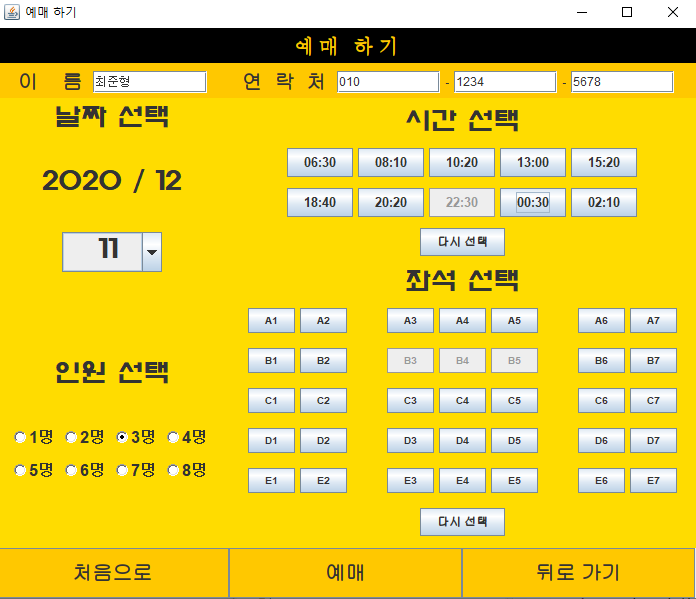 예매 하기
예매 하기
이 름 최준형 연 락 처 010 - 1234 - 5678
날짜 선택
2020 / 12
11
인원 선택
1명 2명 3명 4명
5명 6명 7명 8명
시간 선택
06:30 08:10 10:20 13:00 15:20
18:40 20:20 22:30 00:30 02:10
다시 선택
좌석 선택
A1 A2 A3 A4 A5 A6 A7
B1 B2 B3 B4 B5 B6 B7
C1 C2 C3 C4 C5 C6 C7
D1 D2 D3 D4 D5 D6 D7
E1 E2 E3 E4 E5 E6 E7
다시 선택
처음으로 예매 뒤로 가기